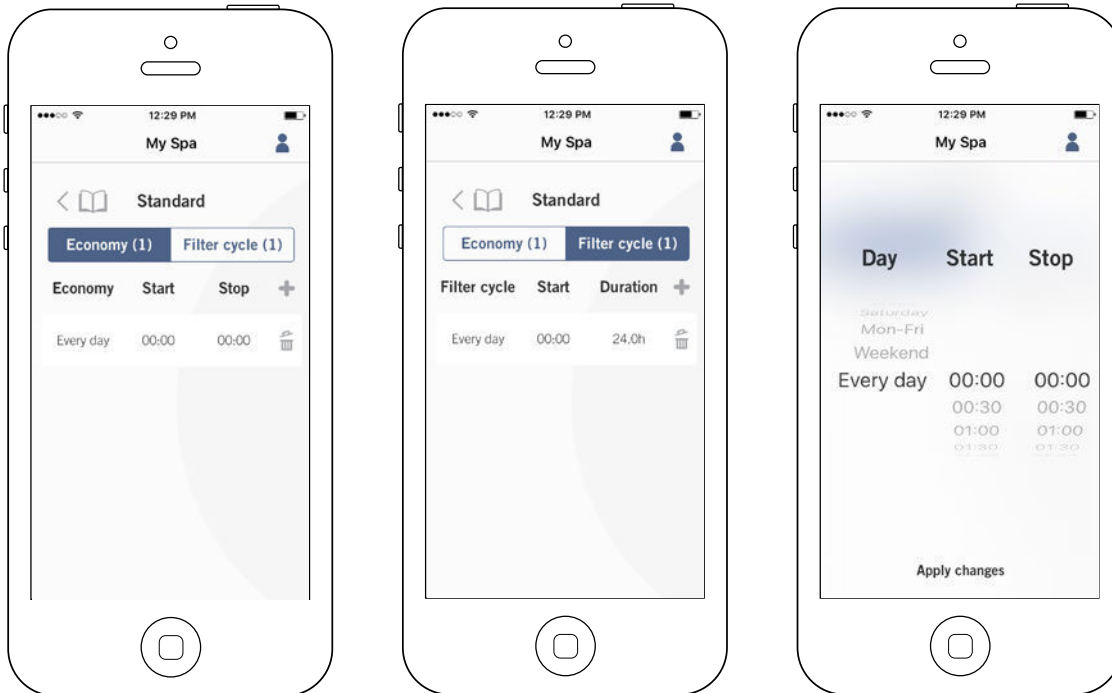 12:29 PM
My Spa
Standard
Economy (1) Filter cycle (1)
Economy Start Stop
Every day 00:00 00:00
12:29 PM
My Spa
Standard
Economy (1) Filter cycle (1)
Filter cycle Start Duration
Every day 00:00 24.0h
12:29 PM
My Spa
Day Start Stop
Saturday
Mon-Fri
Weekend
Every day 00:00 00:00
00:30 00:30
01:00 01:00
01:30 01:30
Apply changes